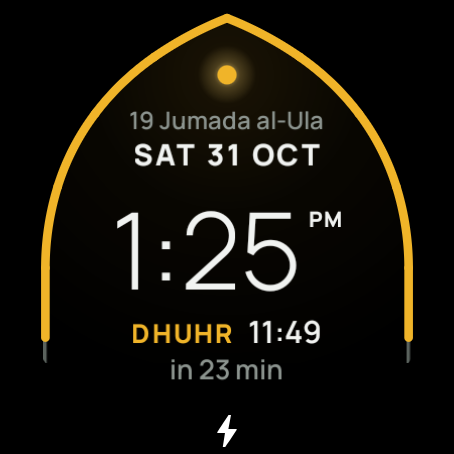 19 Jumada al-Ula
SAT 31 OCT
1:25 PM
DHUHR 11:49
in 23 min